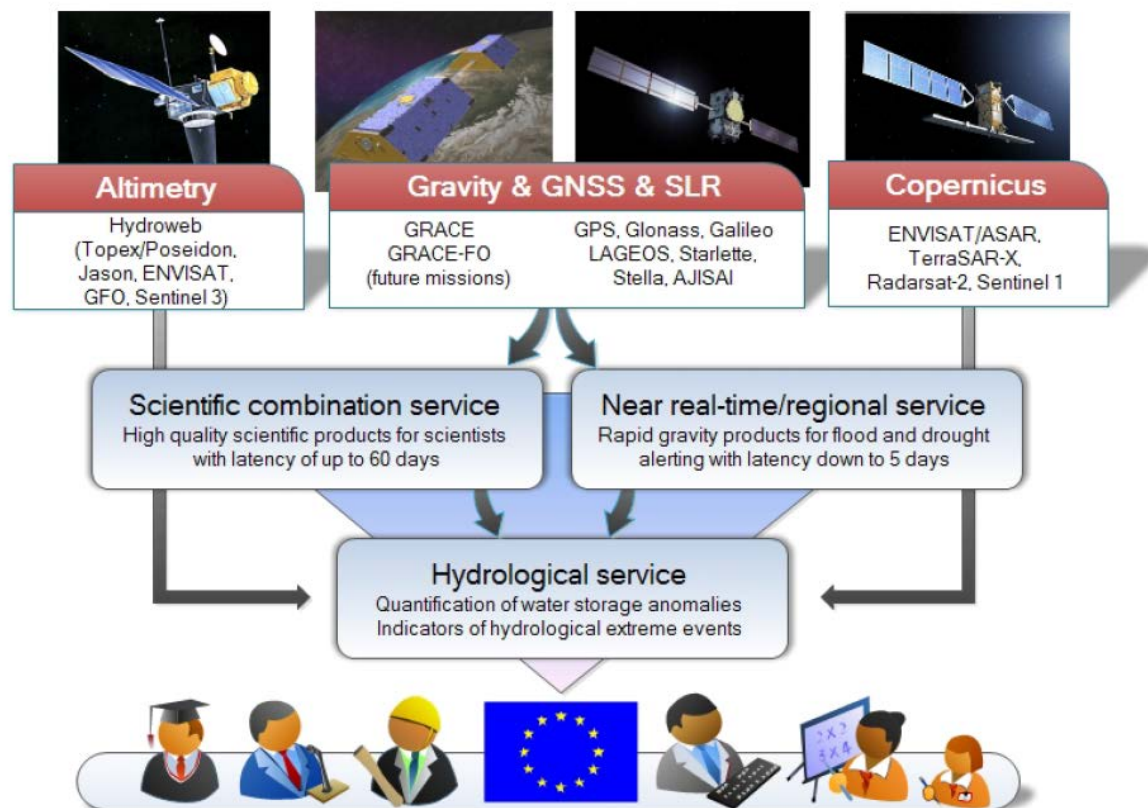 Altimetry
Hydroweb
(Topex/Poseidon,
Jason, ENVISAT,
GFO, Sentinel 3)
Gravity & GNSS & SLR
GRACE
GRACE-FO
(future missions)
GPS, Glonass, Galileo
LAGEOS, Starlette,
Stella, AJISAI
Copernicus
ENVISAT/ASAR,
TerraSAR-X,
Radarsat-2, Sentinel 1
Scientific combination service
High quality scientific products for scientists
with latency of up to 60 days
Near real-time/regional service
Rapid gravity products for flood and drought
alerting with latency down to 5 days
Hydrological service
Quantification of water storage anomalies
Indicators of hydrological extreme events
2 x 2
3 x 4